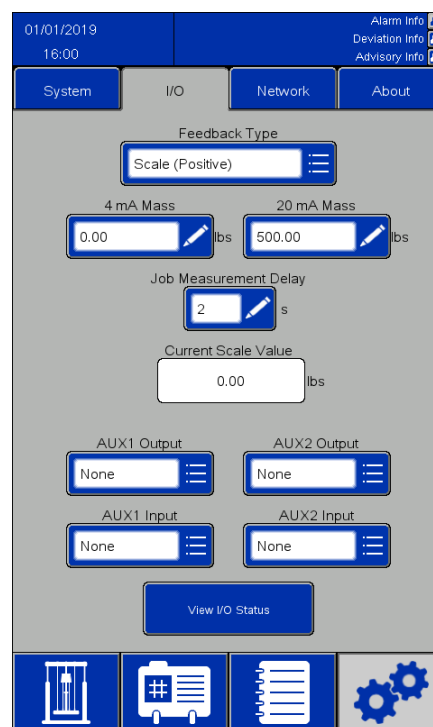 01/01/2019
16:00
Alarm Info
Deviation Info
Advisory Info
System
I/O
Network
About
Feedback Type
Scale (Positive)
4 mA Mass
20 mA Mass
0.00
lbs
500.00
lbs
Job Measurement Delay
2
s
Current Scale Value
0.00
lbs
AUX1 Output
AUX2 Output
None
None
AUX1 Input
AUX2 Input
None
None
View I/O Status
#